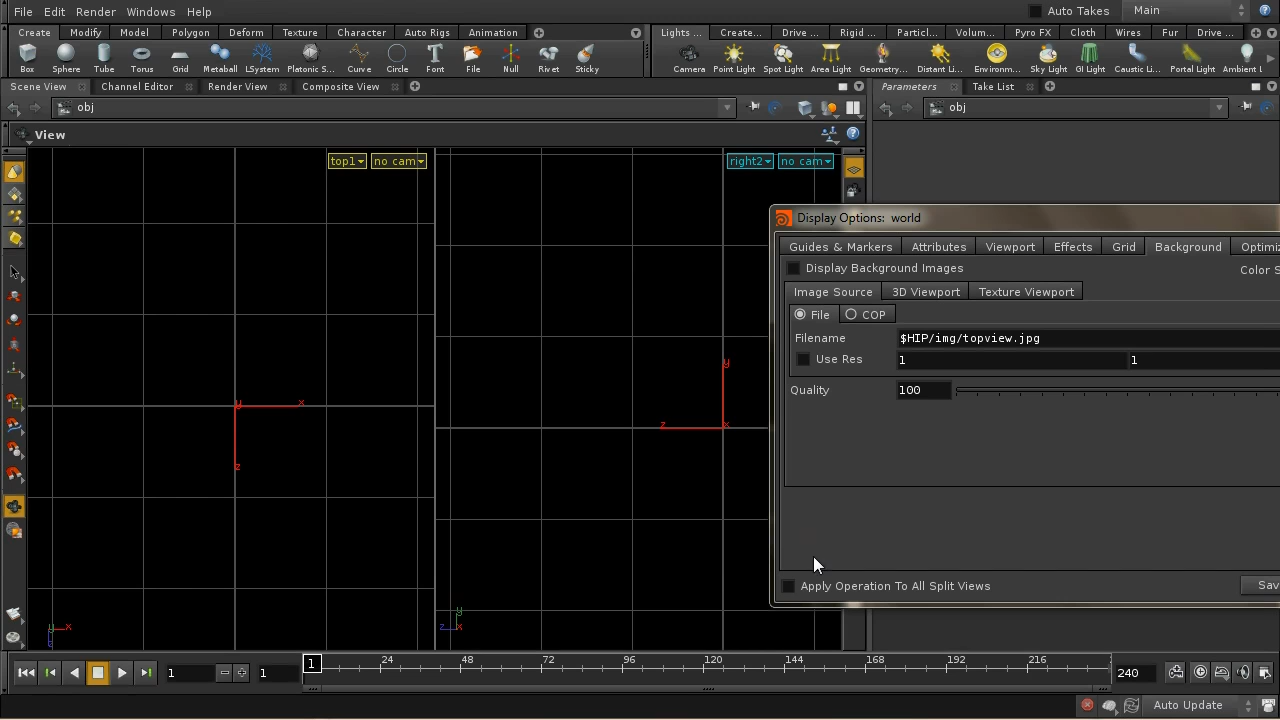 File Edit Render Windows Help Auto Takes Main
Create Modify Model Polygon Deform Texture Character Auto Rigs Animation Lights ... Create... Drive ... Rigid ... Particl... Volum... Pyro FX Cloth Wires Fur Drive ...
Box Sphere Tube Torus Grid Metaball LSystem Platonic S... Curve Circle Font File Null Rivet Sticky Camera Point Light Spot Light Area Light Geometry... Distant Li... Environm... Sky Light GI Light Caustic Li... Portal Light Ambient L
Scene View Channel Editor Render View Composite View Parameters Take List
obj obj
View
top1 no cam right2 no cam
Display Options: world
Guides & Markers Attributes Viewport Effects Grid Background Optimi
Display Background Images Color S
Image Source 3D Viewport Texture Viewport
File COP
Filename $HIP/img/topview.jpg
Use Res 1 1
Quality 100
y x z
y z x
Apply Operation To All Split Views Sav
y x
y z x
1 1 1 24 48 72 96 120 144 168 192 216 240
Auto Update